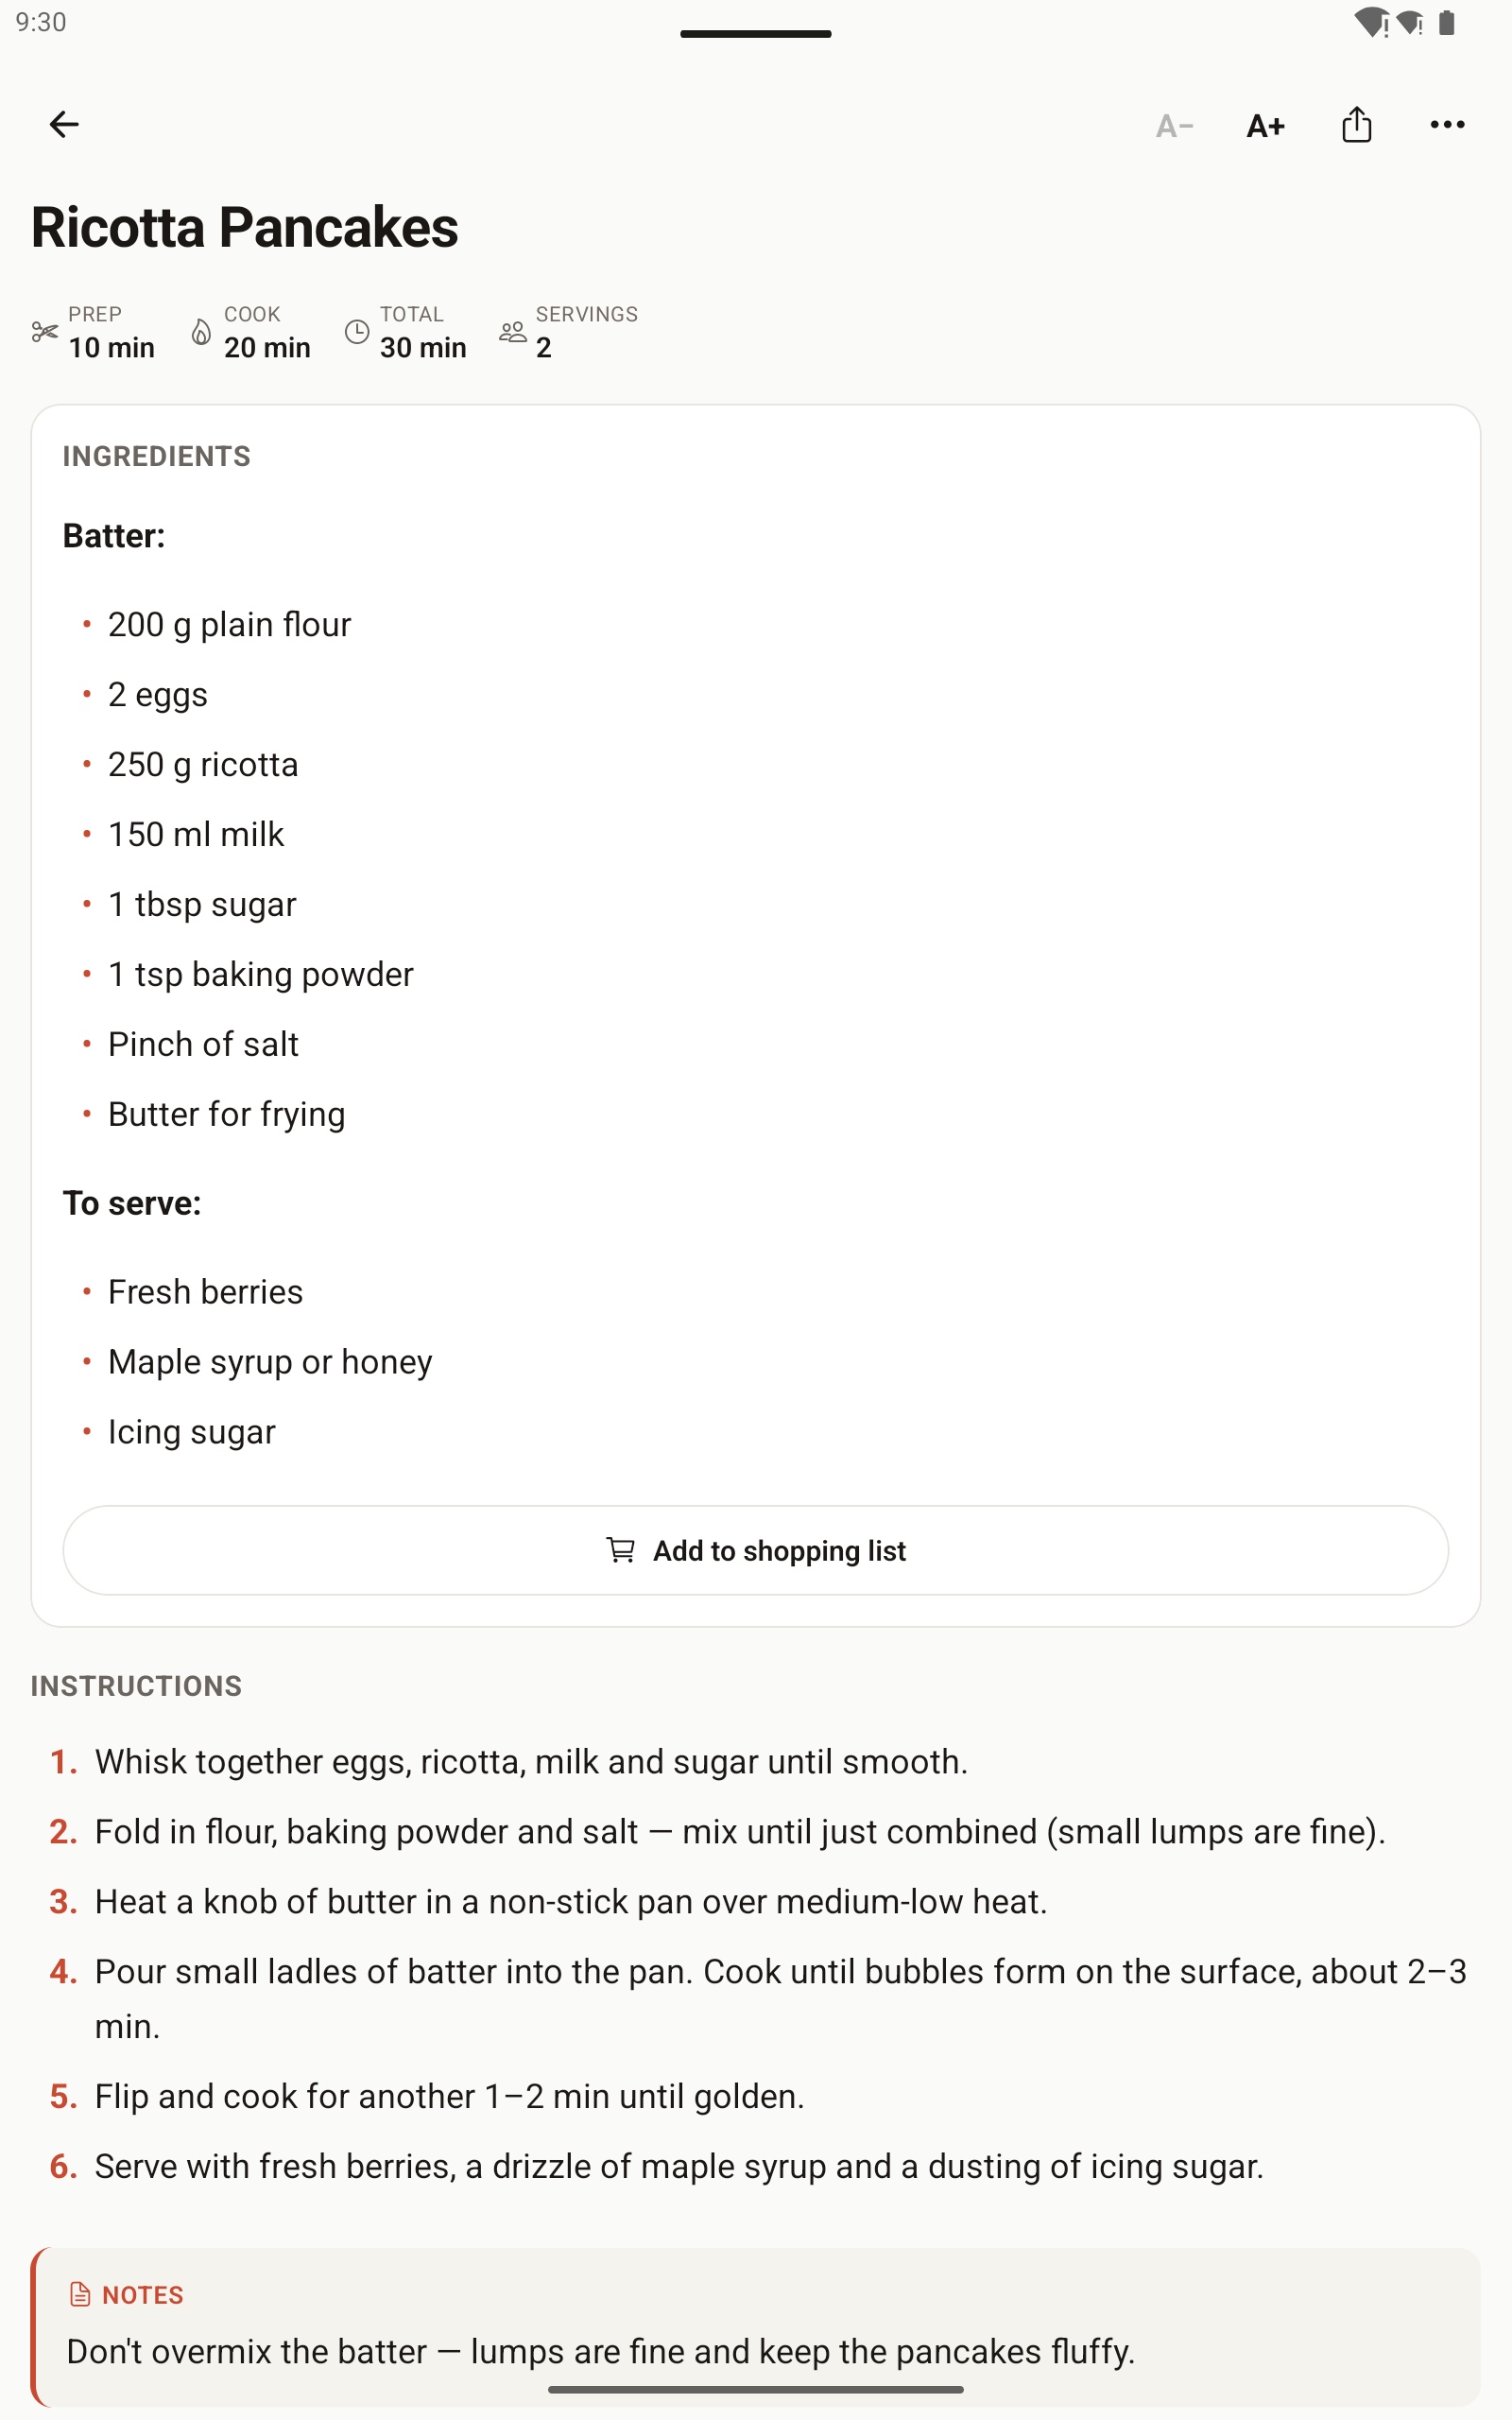 9:30
A− A+
Ricotta Pancakes
PREP
10 min
COOK
20 min
TOTAL
30 min
SERVINGS
2
INGREDIENTS
Batter:
• 200 g plain flour
• 2 eggs
• 250 g ricotta
• 150 ml milk
• 1 tbsp sugar
• 1 tsp baking powder
• Pinch of salt
• Butter for frying
To serve:
• Fresh berries
• Maple syrup or honey
• Icing sugar
Add to shopping list
INSTRUCTIONS
1. Whisk together eggs, ricotta, milk and sugar until smooth.
2. Fold in flour, baking powder and salt — mix until just combined (small lumps are fine).
3. Heat a knob of butter in a non-stick pan over medium-low heat.
4. Pour small ladles of batter into the pan. Cook until bubbles form on the surface, about 2–3
min.
5. Flip and cook for another 1–2 min until golden.
6. Serve with fresh berries, a drizzle of maple syrup and a dusting of icing sugar.
NOTES
Don't overmix the batter — lumps are fine and keep the pancakes fluffy.